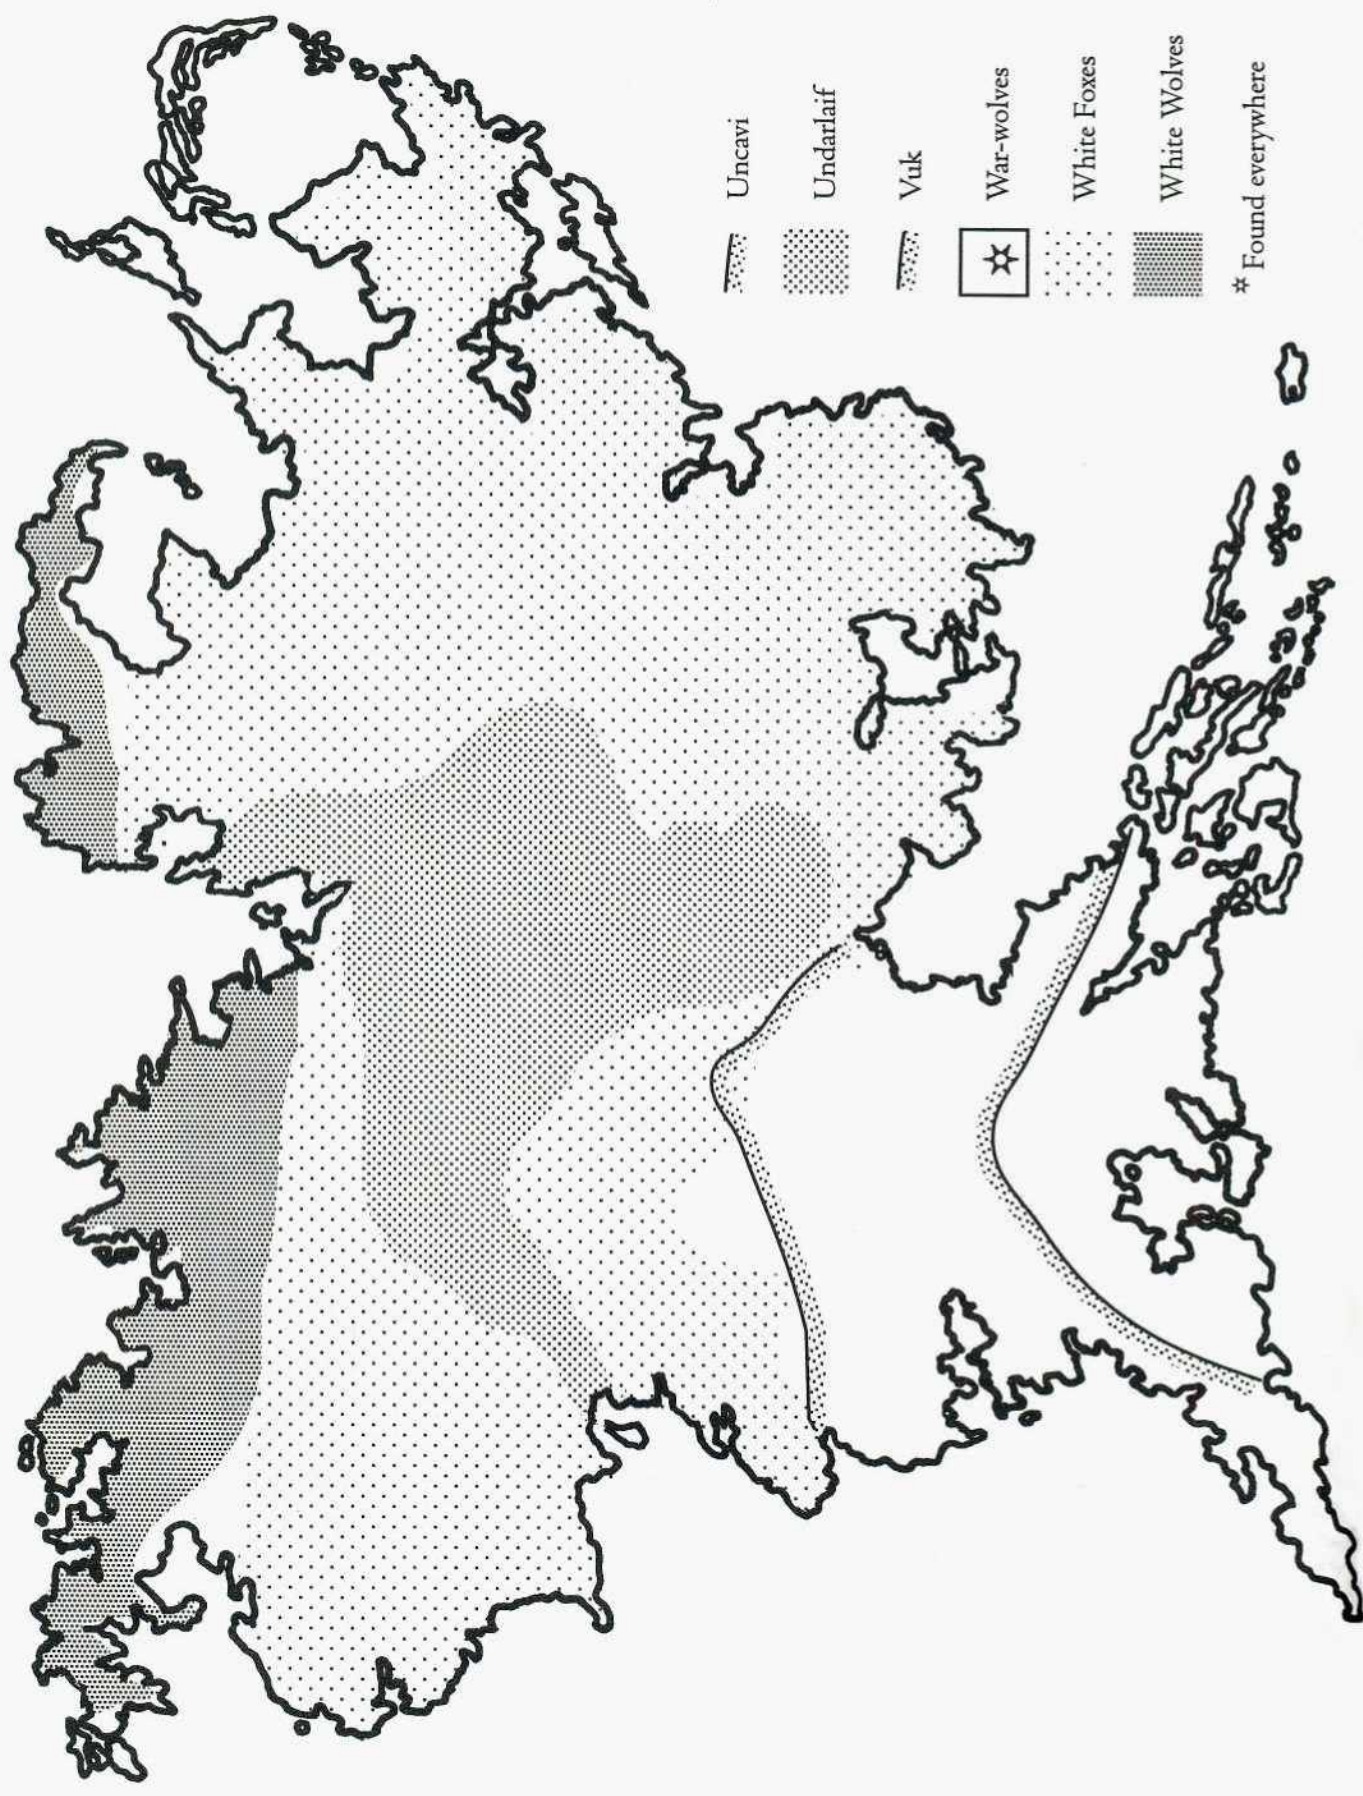 Uncavi
Undarlaif
Vuk
War-wolves
White Foxes
White Wolves
* Found everywhere